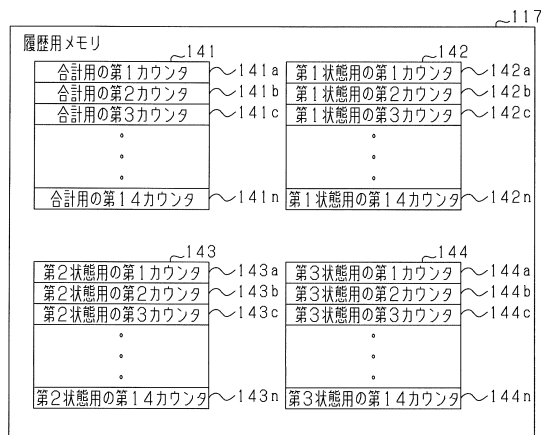 117
履歴用メモリ
141
合計用の第1カウンタ 141a
合計用の第2カウンタ 141b
合計用の第3カウンタ 141c
合計用の第14カウンタ 141n
142
第1状態用の第1カウンタ 142a
第1状態用の第2カウンタ 142b
第1状態用の第3カウンタ 142c
第1状態用の第14カウンタ 142n
143
第2状態用の第1カウンタ 143a
第2状態用の第2カウンタ 143b
第2状態用の第3カウンタ 143c
第2状態用の第14カウンタ 143n
144
第3状態用の第1カウンタ 144a
第3状態用の第2カウンタ 144b
第3状態用の第3カウンタ 144c
第3状態用の第14カウンタ 144n